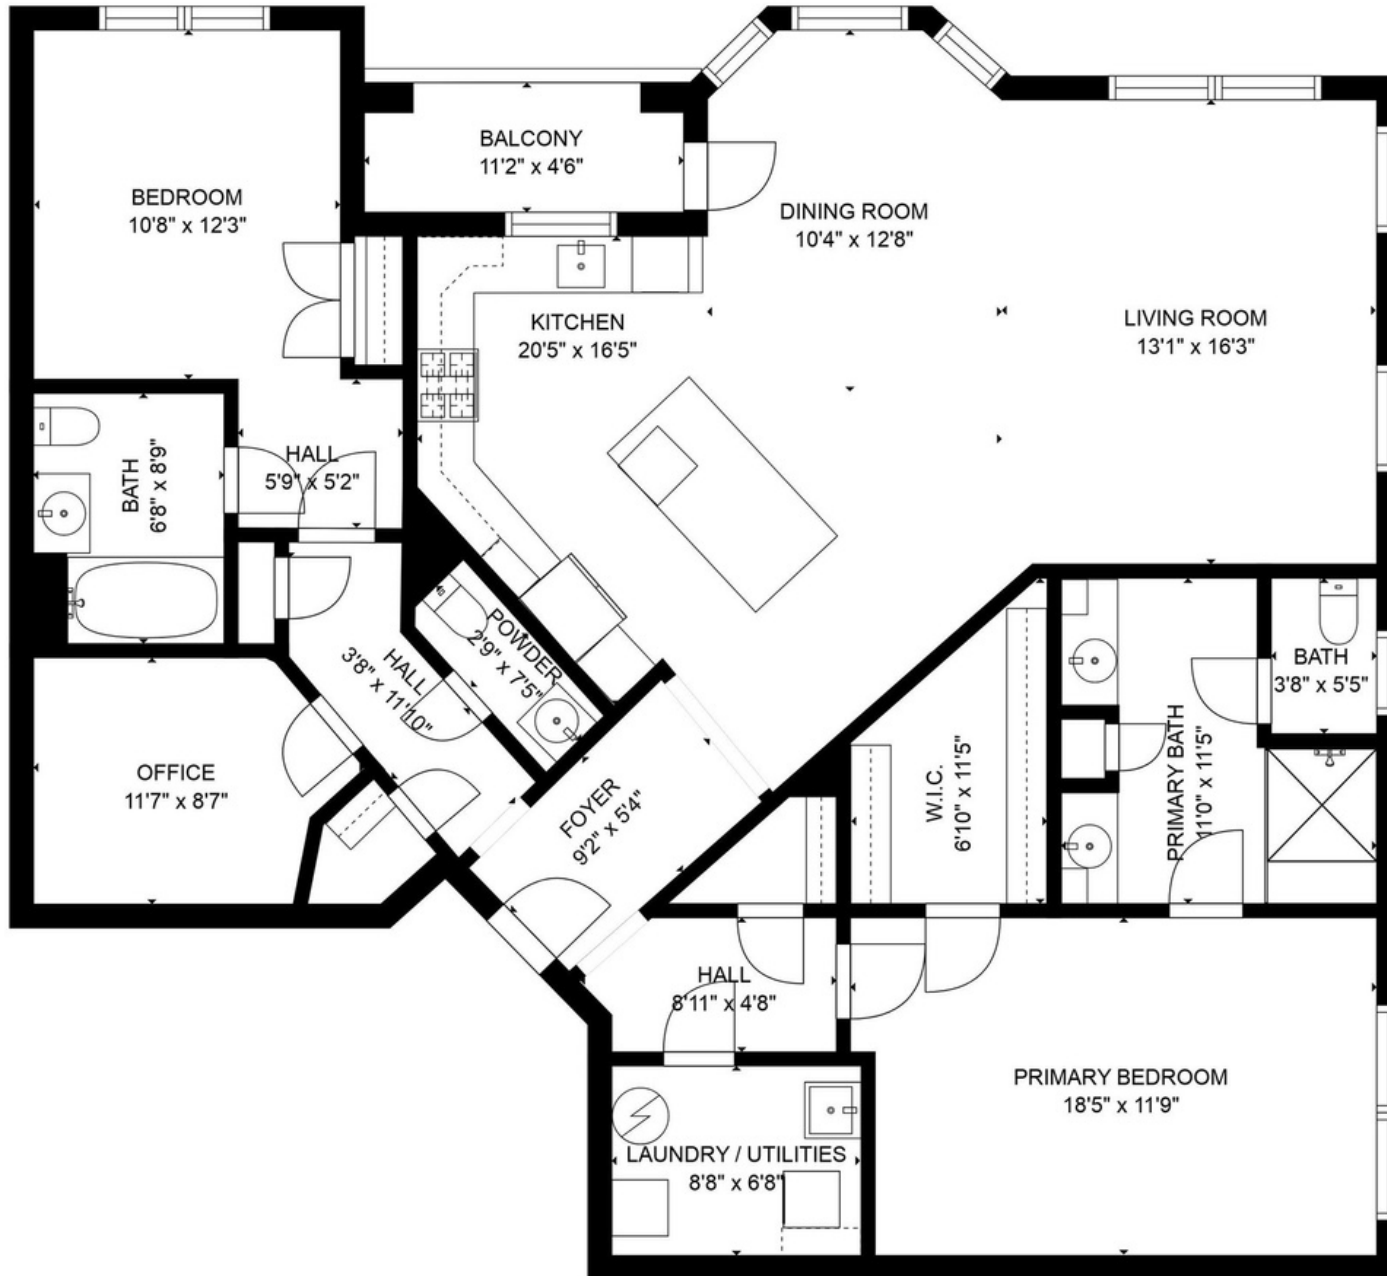 BALCONY
11'2" x 4'6"
BEDROOM
10'8" x 12'3"
DINING ROOM
10'4" x 12'8"
KITCHEN
20'5" x 16'5"
LIVING ROOM
13'1" x 16'3"
BATH
6'8" x 8'9"
HALL
5'9" x 5'2"
POWDER
2'9" x 7'5"
HALL
3'8" x 11'10"
BATH
3'8" x 5'5"
PRIMARY BATH
11'0" x 11'5"
W.I.C.
6'10" x 11'5"
OFFICE
11'7" x 8'7"
FOYER
9'2" x 5'4"
HALL
8'11" x 4'8"
PRIMARY BEDROOM
18'5" x 11'9"
LAUNDRY / UTILITIES
8'8" x 6'8"